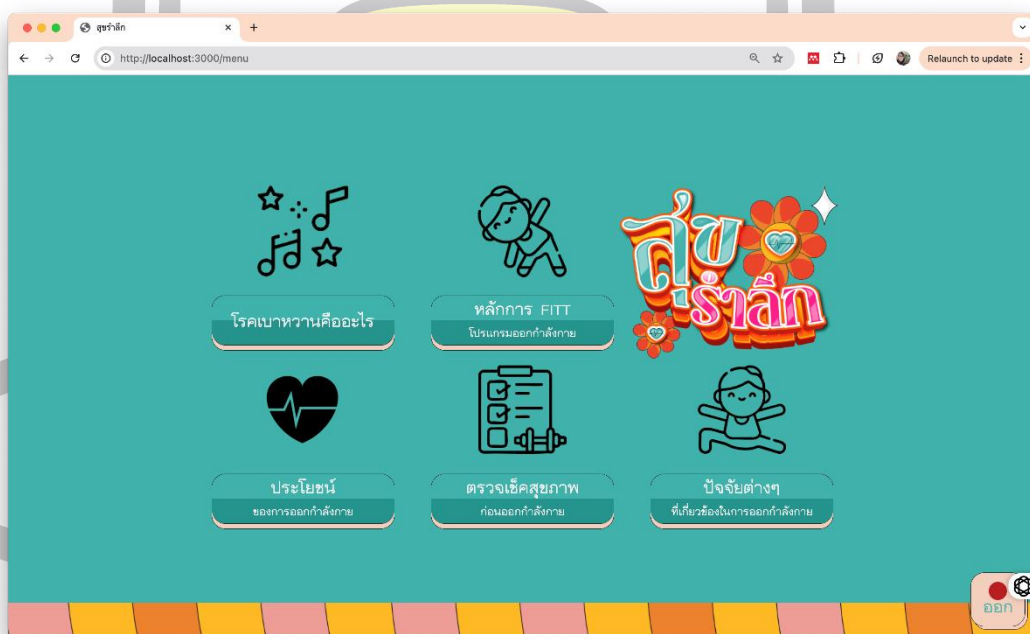 สุขรำลึก
http://localhost:3000/menu
Relaunch to update
สุข
รำลึก
โรคเบาหวานคืออะไร
หลักการ FITT
โปรแกรมออกกำลังกาย
ประโยชน์
ของการออกกำลังกาย
ตรวจเช็คสุขภาพ
ก่อนออกกำลังกาย
ปัจจัยต่างๆ
ที่เกี่ยวข้องในการออกกำลังกาย
ออก